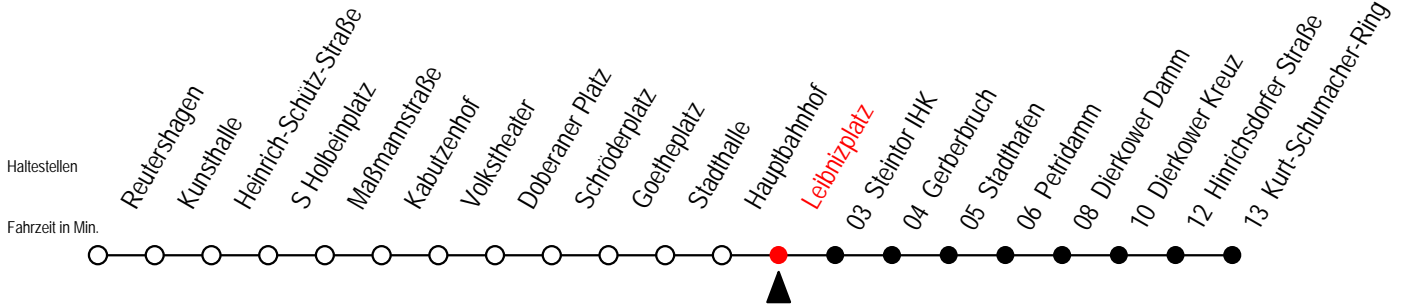 Haltestellen
Fahrzeit in Min.
Reutershagen
Kunsthalle
Heinrich-Schütz-Straße
S Holbeinplatz
Maßmannstraße
Kabutzenhof
Volkstheater
Doberaner Platz
Schröderplatz
Goetheplatz
Stadthalle
Hauptbahnhof
Leibnizplatz
03 Steintor IHK
04 Gerberbruch
05 Stadthafen
06 Petridamm
08 Dierkower Damm
10 Dierkower Kreuz
12 Hinrichsdorfer Straße
13 Kurt-Schumacher-Ring